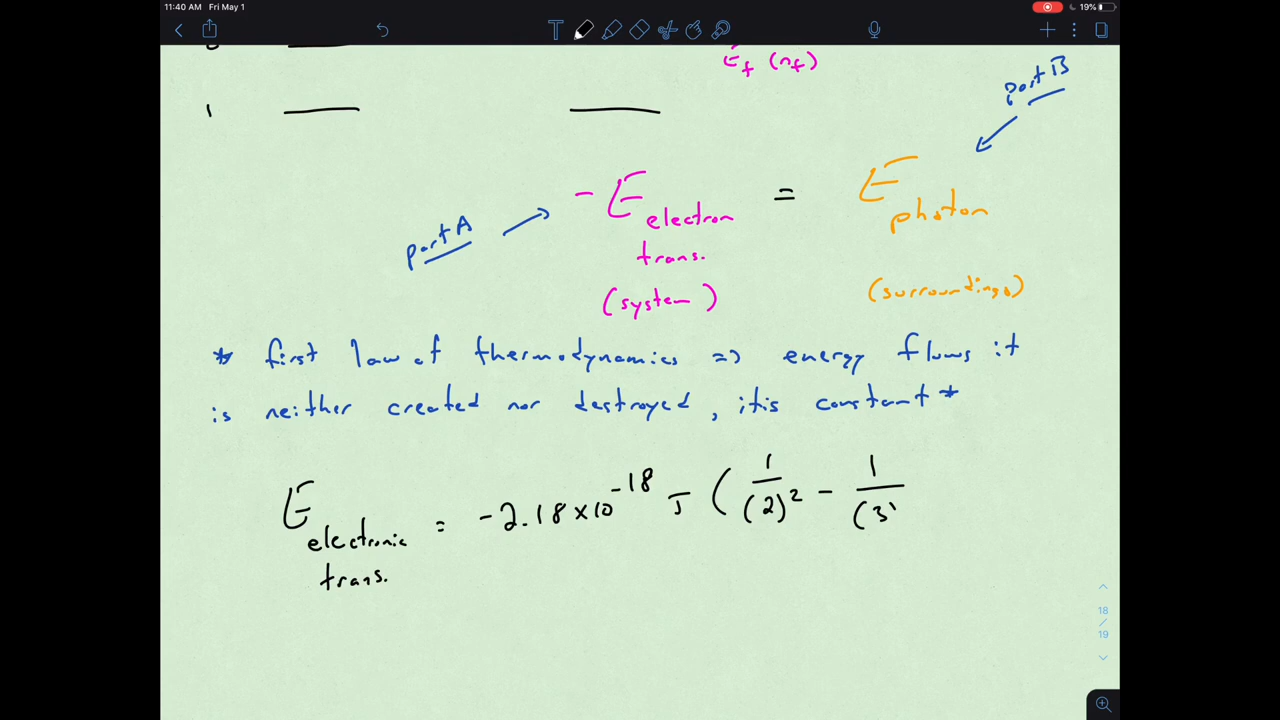 11:40 AM Fri May 1
19%
E_f (n_f)
1
part B
part A
- E electron trans. = E photon
(system) (surroundings)
* first law of thermodynamics => energy flows it
is neither created nor destroyed, it is constant *
E electronic trans. = -2.18 x 10^-18 J ( 1/(2)^2 - 1/(3)
18
/
19